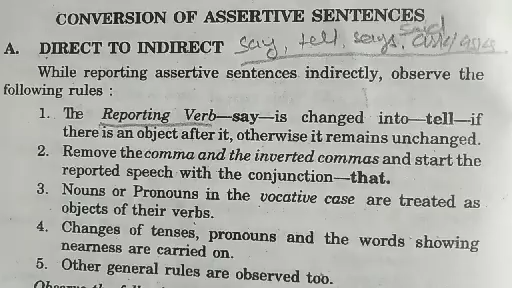 CONVERSION OF ASSERTIVE SENTENCES
A. DIRECT TO INDIRECT say, tell, says, said
While reporting assertive sentences indirectly, observe the
following rules :
1. The Reporting Verb—say—is changed into—tell—if
there is an object after it, otherwise it remains unchanged.
2. Remove the comma and the inverted commas and start the
reported speech with the conjunction—that.
3. Nouns or Pronouns in the vocative case are treated as
objects of their verbs.
4. Changes of tenses, pronouns and the words showing
nearness are carried on.
5. Other general rules are observed too.